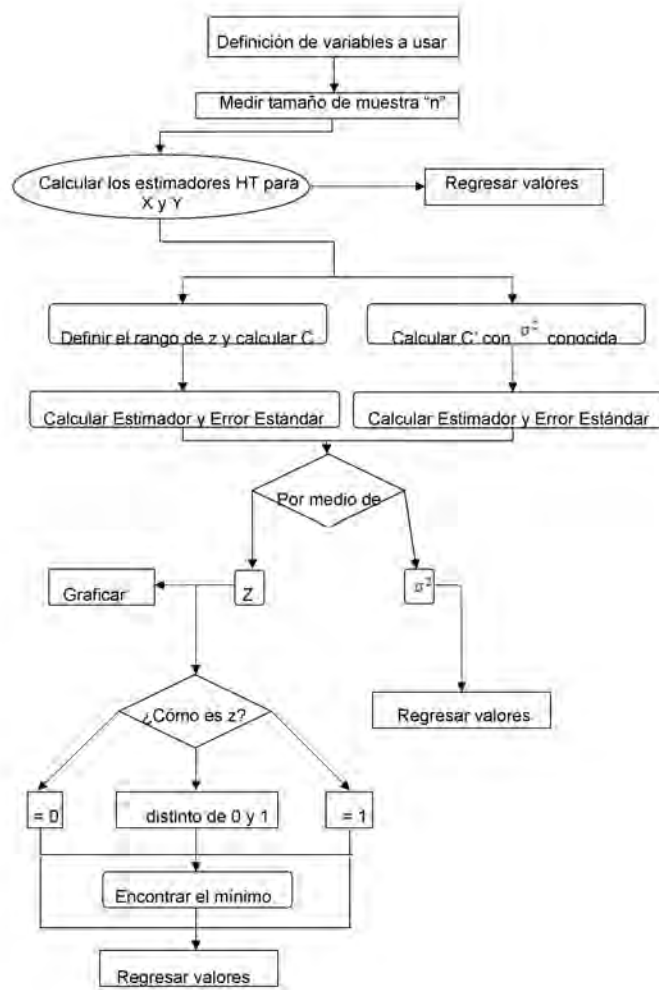 Definición de variables a usar
Medir tamaño de muestra “n”
Calcular los estimadores HT para
X y Y
Regresar valores
Definir el rango de z y calcular C
Calcular C' con σ² conocida
Calcular Estimador y Error Estándar
Calcular Estimador y Error Estándar
Por medio de
Graficar
Z
σ²
¿Cómo es z?
Regresar valores
= 0
distinto de 0 y 1
= 1
Encontrar el mínimo
Regresar valores